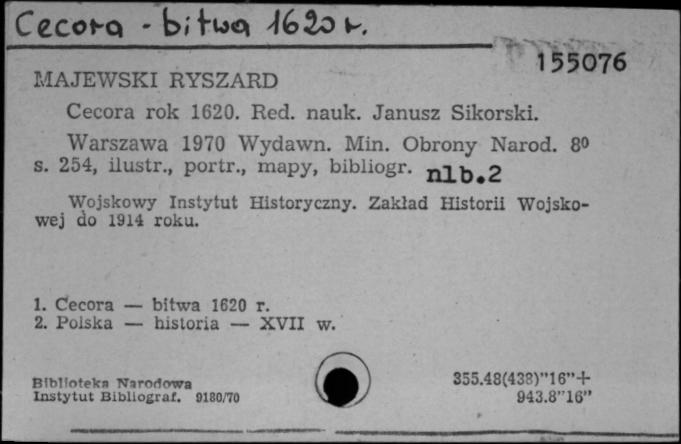 Cecora - bitwa 1620 r.
155076
MAJEWSKI RYSZARD
Cecora rok 1620. Red. nauk. Janusz Sikorski.
Warszawa 1970 Wydawn. Min. Obrony Narod. 8⁰
s. 254, ilustr., portr., mapy, bibliogr. nlb.2
Wojskowy Instytut Historyczny. Zakład Historii Wojsko-
wej do 1914 roku.
1. Cecora — bitwa 1620 r.
2. Polska — historia — XVII w.
Biblioteka Narodowa
Instytut Bibliograf. 9180/70
355.48(438)"16"+
943.8"16"